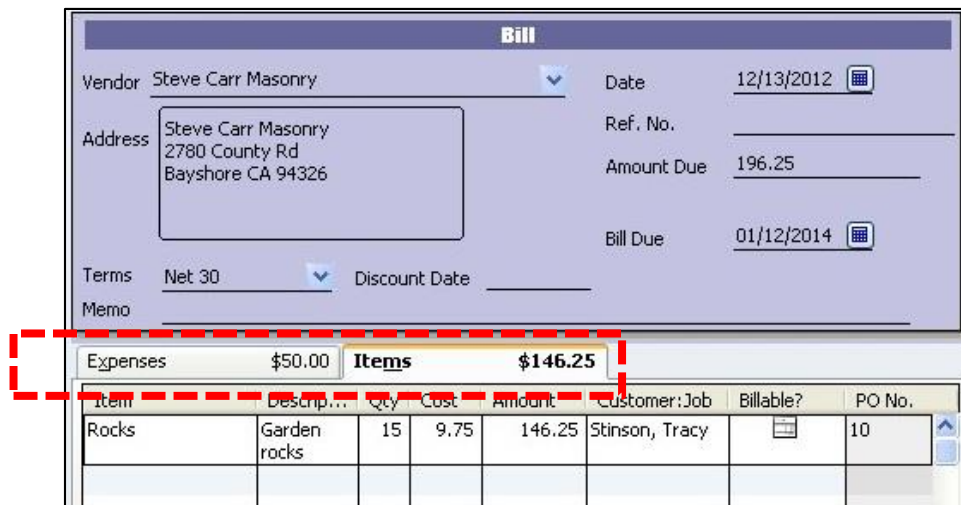 Bill
Vendor Steve Carr Masonry
Date 12/13/2012
Address Steve Carr Masonry
2780 County Rd
Bayshore CA 94326
Ref. No.
Amount Due 196.25
Bill Due 01/12/2014
Terms Net 30 Discount Date
Memo
Expenses $50.00 Items $146.25
Item Descrip... Qty Cost Amount Customer:Job Billable? PO No.
Rocks Garden rocks 15 9.75 146.25 Stinson, Tracy 10